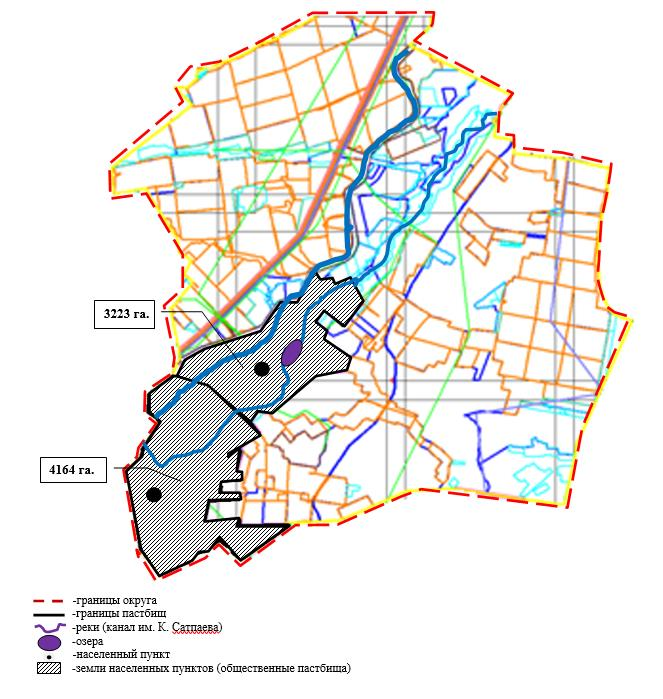 3223 га.
4164 га.
-границы округа
-границы пастбищ
-реки (канал им. К. Сатпаева)
-озера
-населенный пункт
-земли населенных пунктов (общественные пастбища)